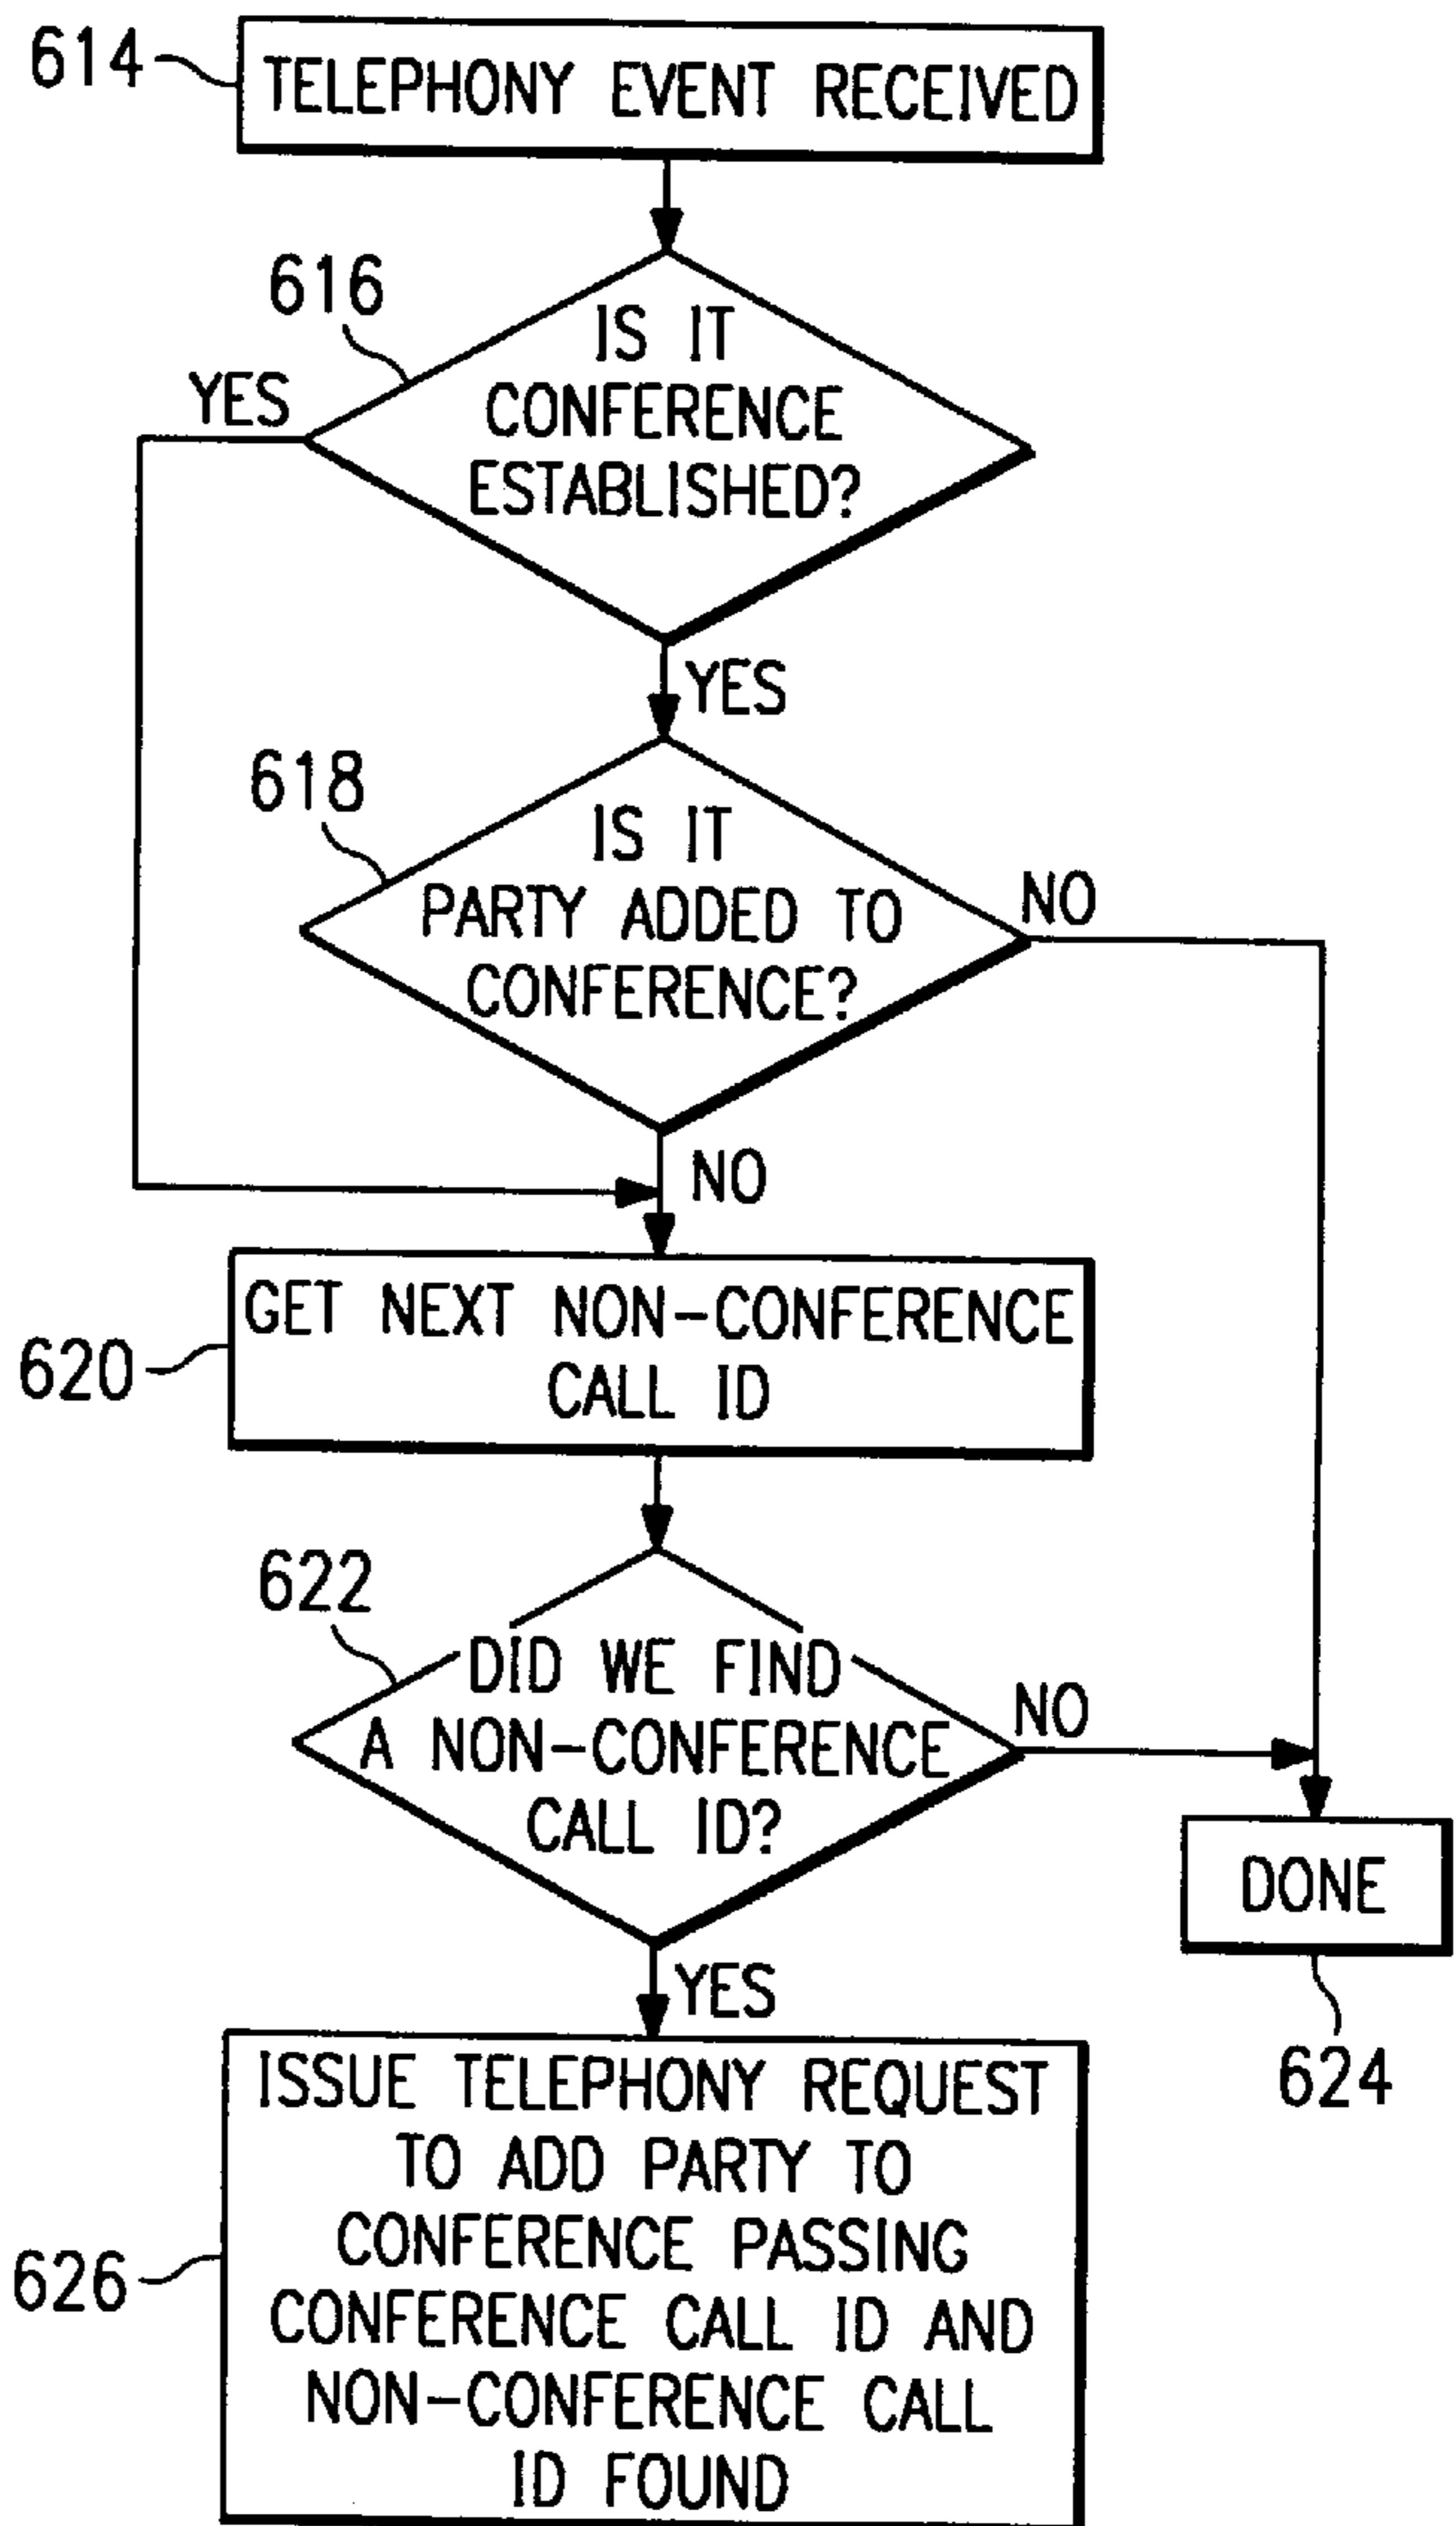 614
TELEPHONY EVENT RECEIVED
616
IS IT
CONFERENCE
ESTABLISHED?
YES
YES
618
IS IT
PARTY ADDED TO
CONFERENCE?
NO
NO
GET NEXT NON-CONFERENCE
CALL ID
620
622
DID WE FIND
A NON-CONFERENCE
CALL ID?
NO
DONE
624
YES
ISSUE TELEPHONY REQUEST
TO ADD PARTY TO
CONFERENCE PASSING
CONFERENCE CALL ID AND
NON-CONFERENCE CALL
ID FOUND
626